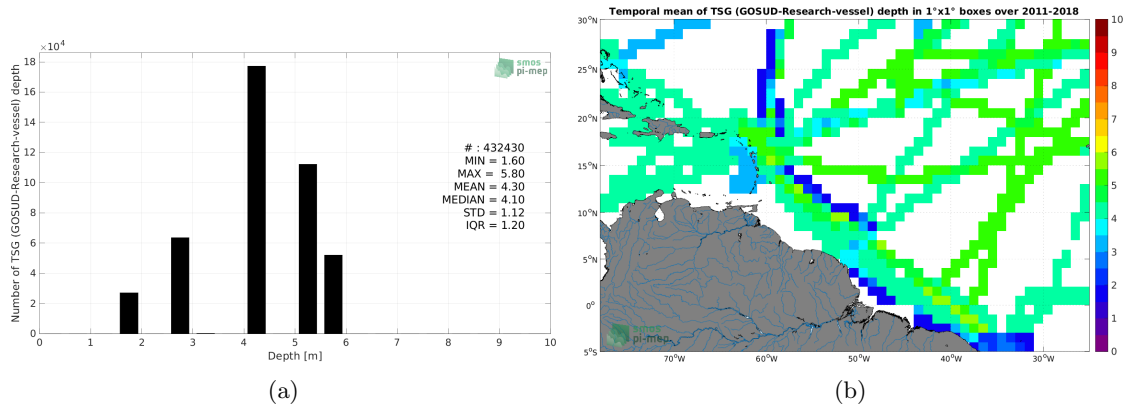 ×10⁴
18
16
14
12
10
8
6
4
2
0
Number of TSG (GOSUD-Research-vessel) depth
0 1 2 3 4 5 6 7 8 9 10
Depth [m]
smos
pi-mep
# : 432430
MIN = 1.60
MAX = 5.80
MEAN = 4.30
MEDIAN = 4.10
STD = 1.12
IQR = 1.20
(a)
Temporal mean of TSG (GOSUD-Research-vessel) depth in 1°x1° boxes over 2011-2018
30°N
25°N
20°N
15°N
10°N
5°N
0°
5°S
70°W 60°W 50°W 40°W 30°W
smos
pi-mep
10
9
8
7
6
5
4
3
2
1
0
(b)